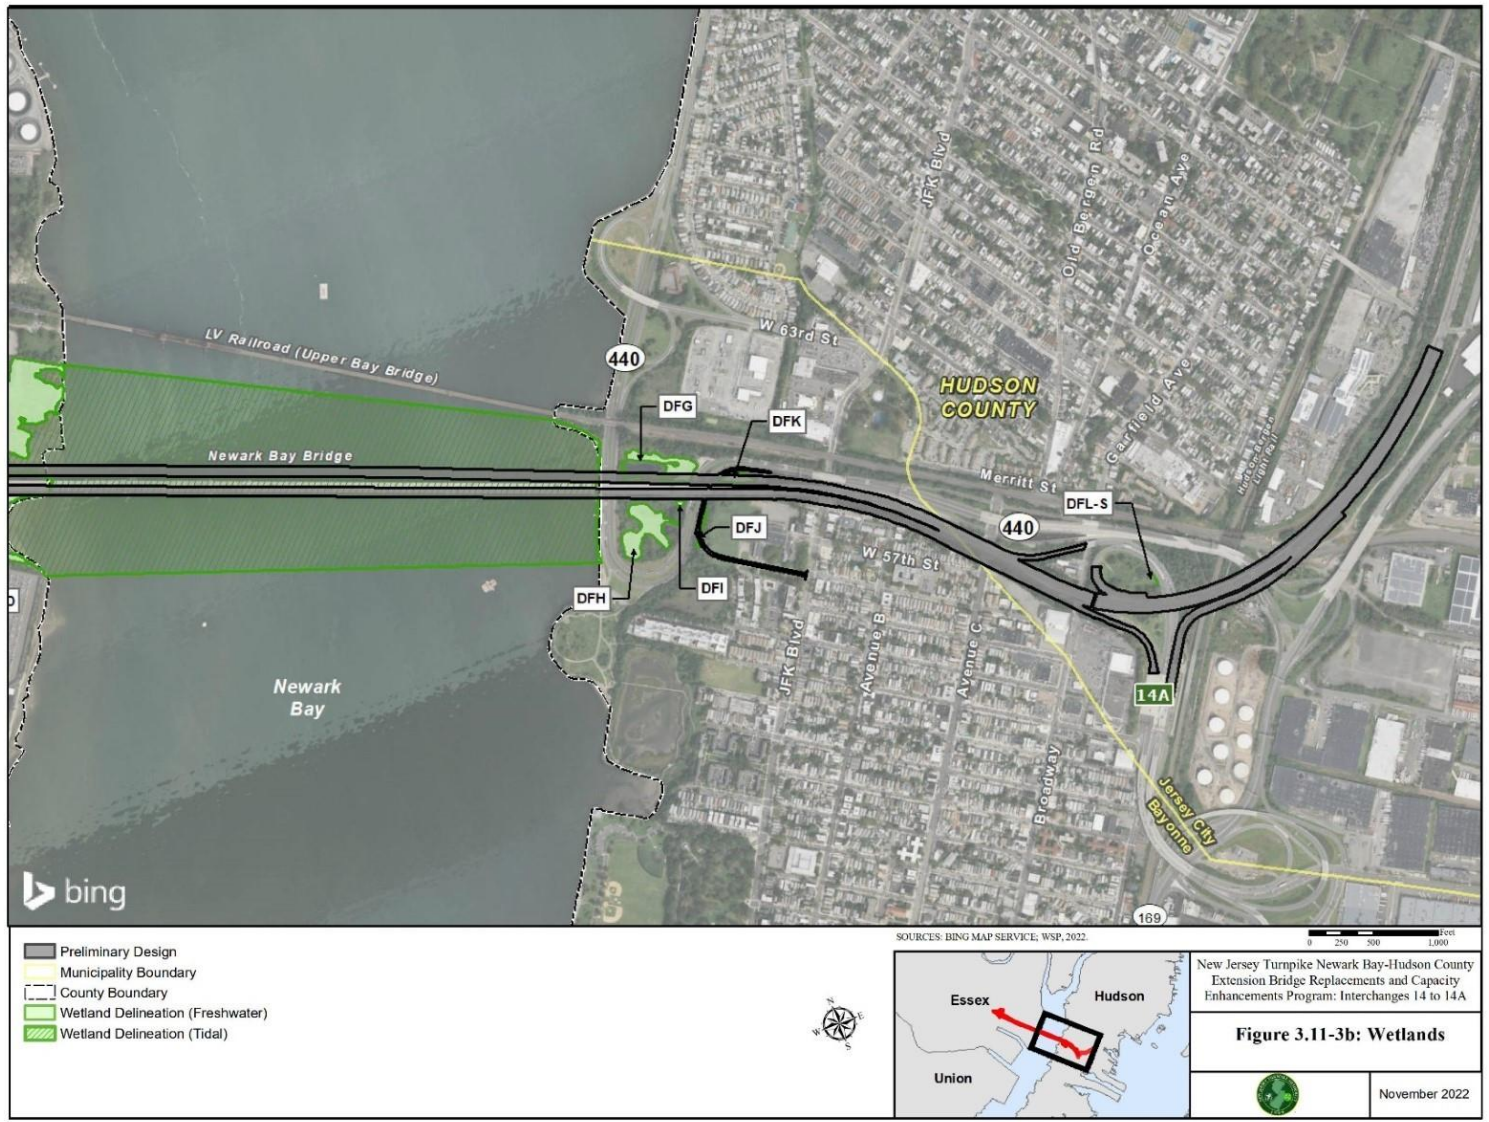 JFK Blvd
Old Bergen Rd
Ocean Ave
LV Railroad (Upper Bay Bridge)
W 63rd St
440
HUDSON
COUNTY
DFG
DFK
Garfield Ave
Hudson-Bergen
Light Rail
Newark Bay Bridge
Merritt St
DFL-S
440
DFJ
W 57th St
DFI
DFH
JFK Blvd
Avenue B
Avenue C
Newark
Bay
14A
Broadway
Jersey City
Bayonne
bing
169
Preliminary Design
Municipality Boundary
County Boundary
Wetland Delineation (Freshwater)
Wetland Delineation (Tidal)
N
E
W
S
SOURCES: BING MAP SERVICE; WSP, 2022.
Feet
0 250 500 1,000
Essex
Hudson
Union
New Jersey Turnpike Newark Bay-Hudson County
Extension Bridge Replacements and Capacity
Enhancements Program: Interchanges 14 to 14A
Figure 3.11-3b: Wetlands
November 2022